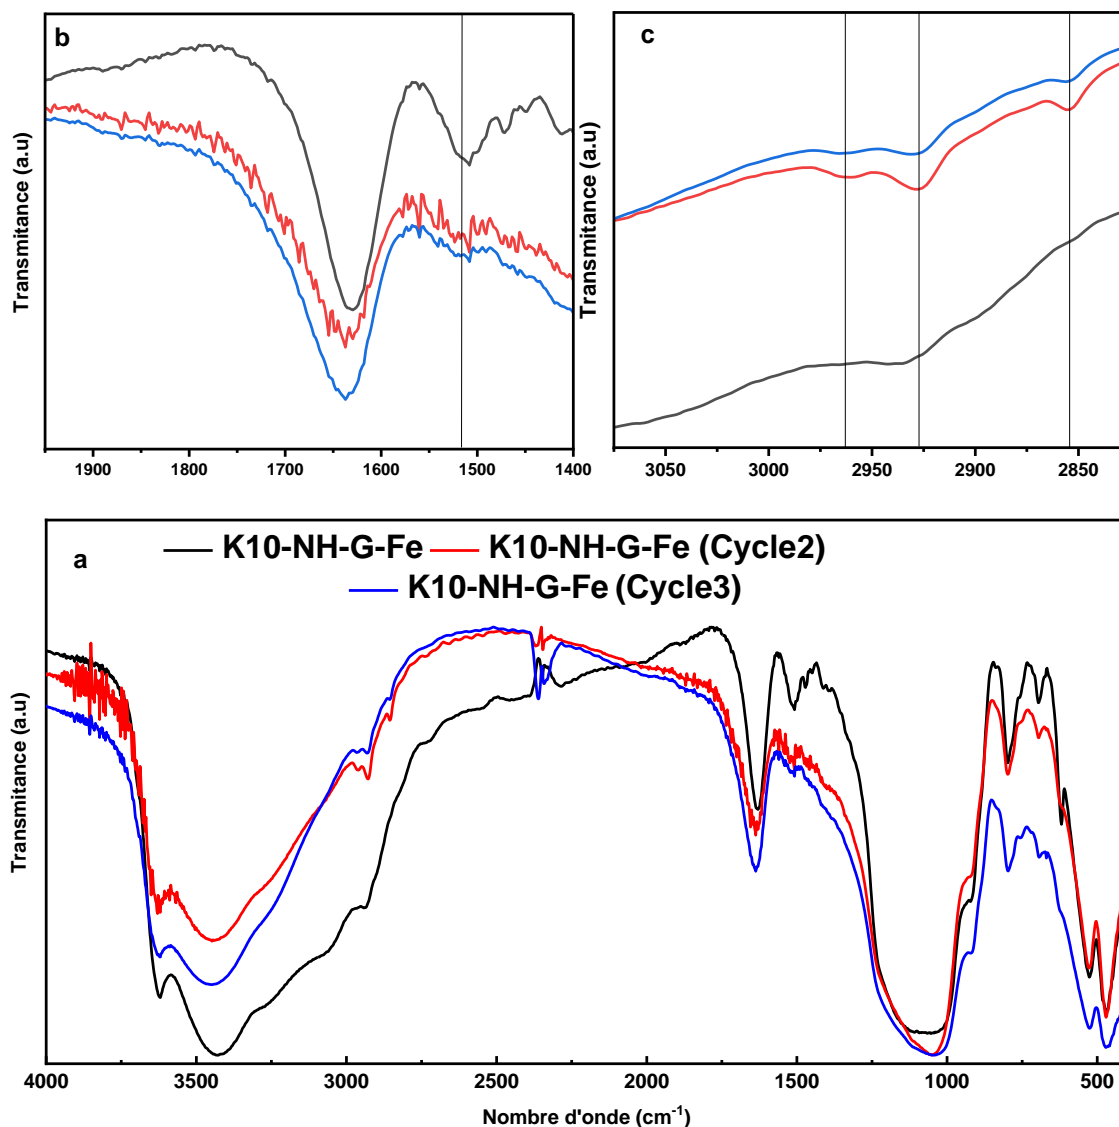 b
Transmitance (a.u)
1900 1800 1700 1600 1500 1400
c
Transmitance (a.u)
3050 3000 2950 2900 2850
a
K10-NH-G-Fe K10-NH-G-Fe (Cycle2)
K10-NH-G-Fe (Cycle3)
Transmitance (a.u)
4000 3500 3000 2500 2000 1500 1000 500
Nombre d'onde (cm⁻¹)